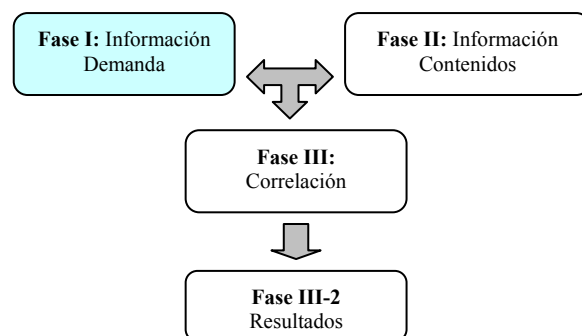 Fase I: Información
Demanda
Fase II: Información
Contenidos
Fase III:
Correlación
Fase III-2
Resultados